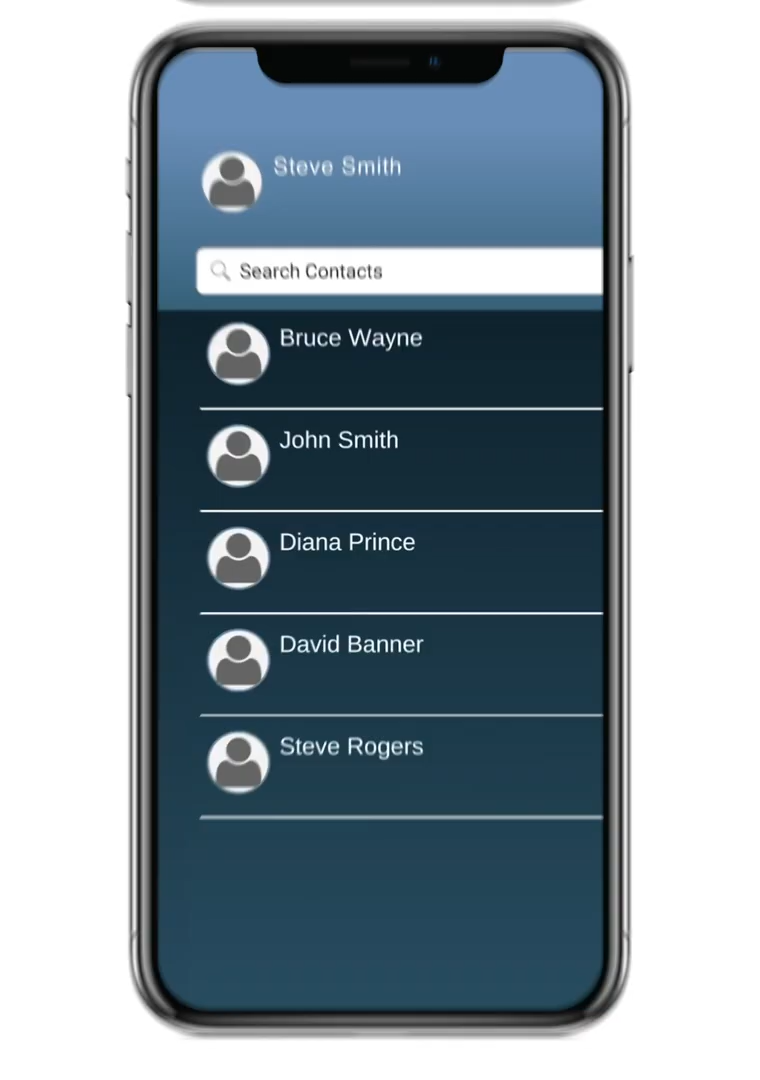 Steve Smith
Search Contacts
Bruce Wayne
John Smith
Diana Prince
David Banner
Steve Rogers